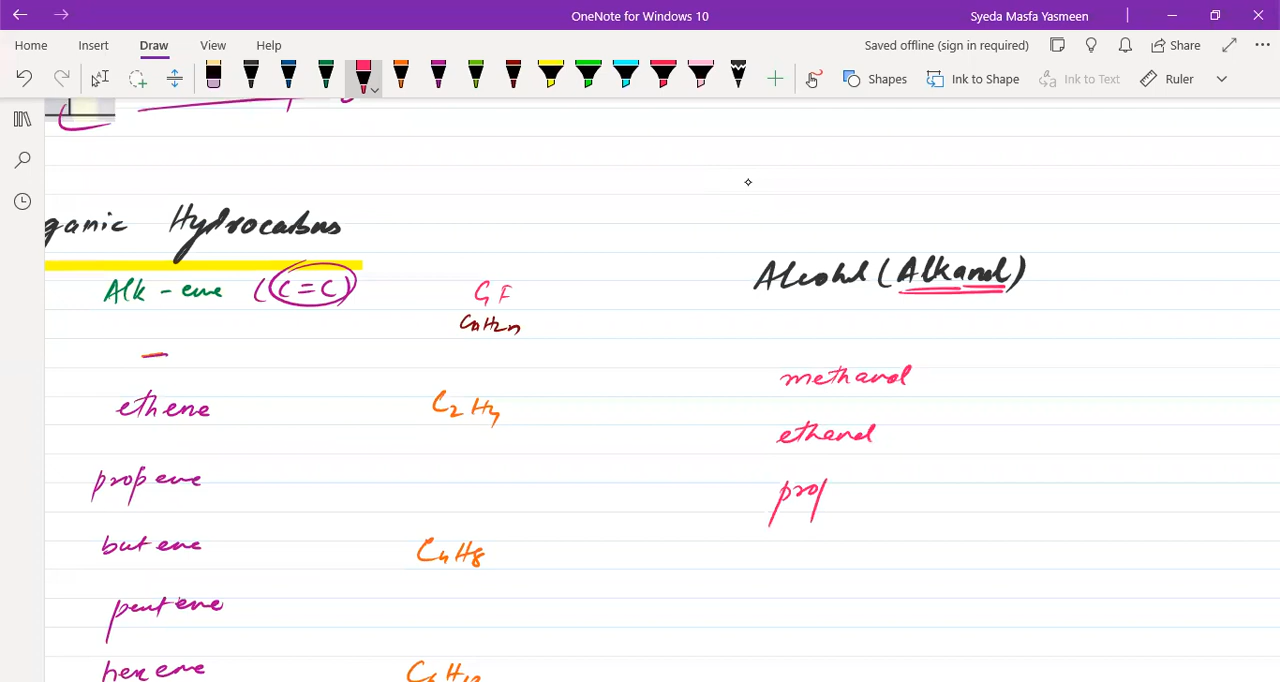 OneNote for Windows 10
Syeda Masfa Yasmeen
Home Insert Draw View Help
Saved offline (sign in required) Share
Shapes Ink to Shape Ink to Text Ruler
ganic Hydrocarbons
Alk - ene (C = C) GF
CnH2n
Alcohol (Alkanol)
methanol
ethene C2H4
ethanol
propene
prop
butene C4H8
pentene
hexene